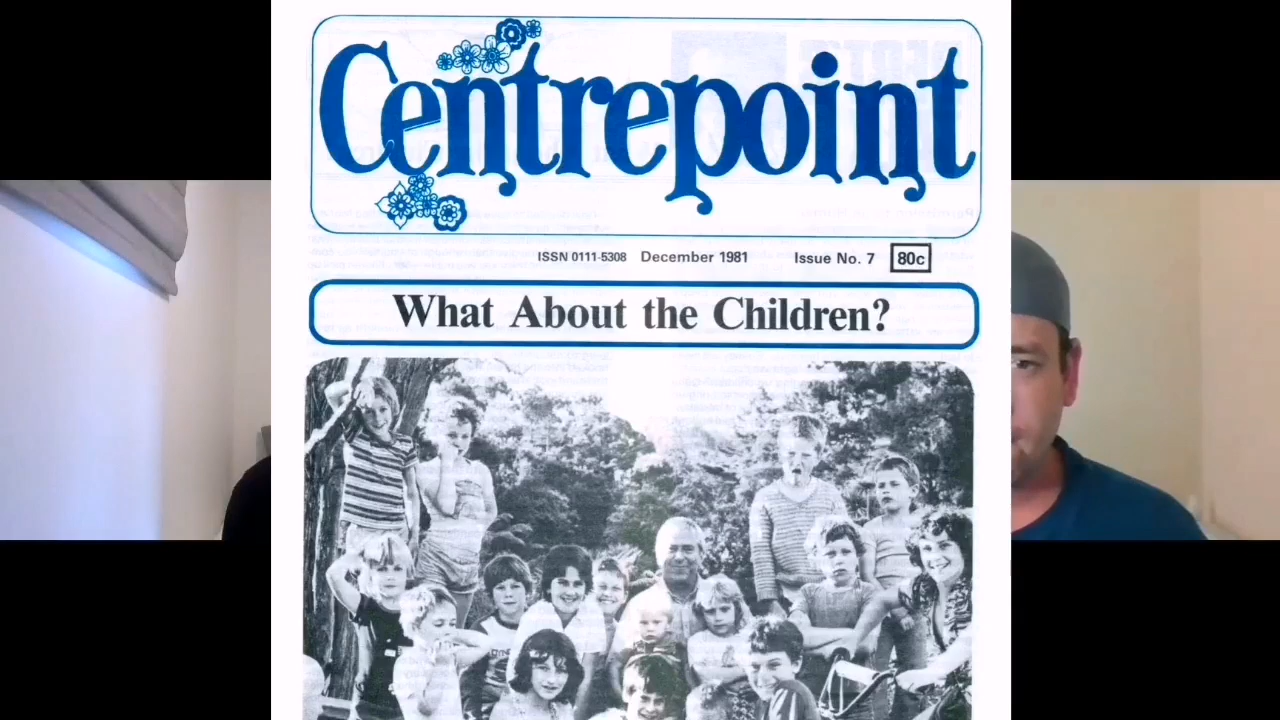 Centrepoint
ISSN 0111-5308 December 1981 Issue No. 7 80c
What About the Children?